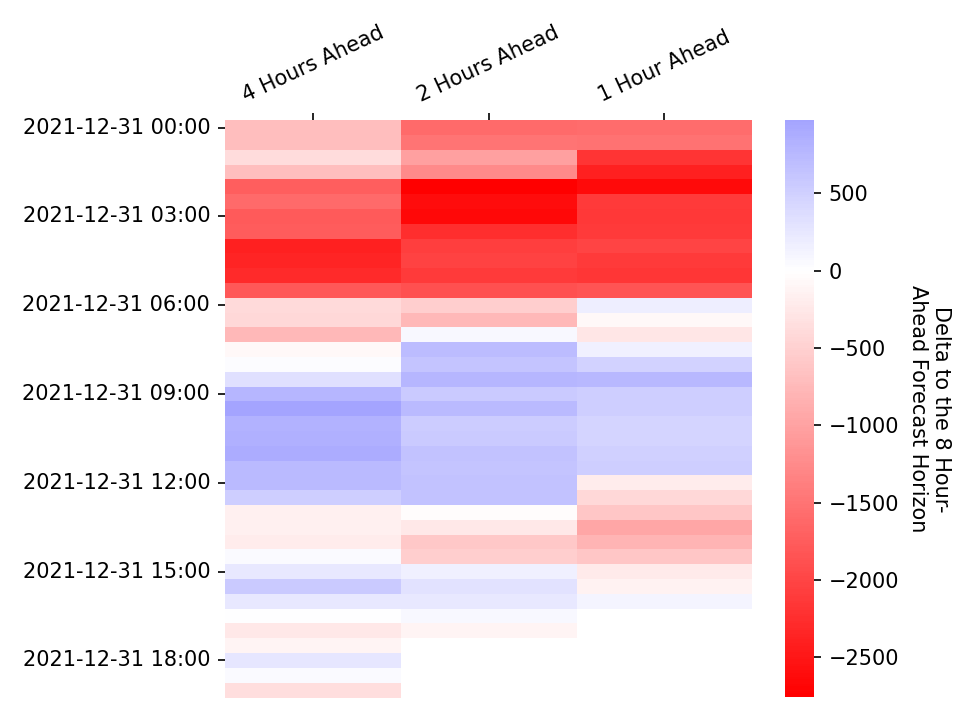 4 Hours Ahead
2 Hours Ahead
1 Hour Ahead
2021-12-31 00:00
2021-12-31 03:00
2021-12-31 06:00
2021-12-31 09:00
2021-12-31 12:00
2021-12-31 15:00
2021-12-31 18:00
500
0
−500
−1000
−1500
−2000
−2500
Delta to the 8 Hour-
Ahead Forecast Horizon